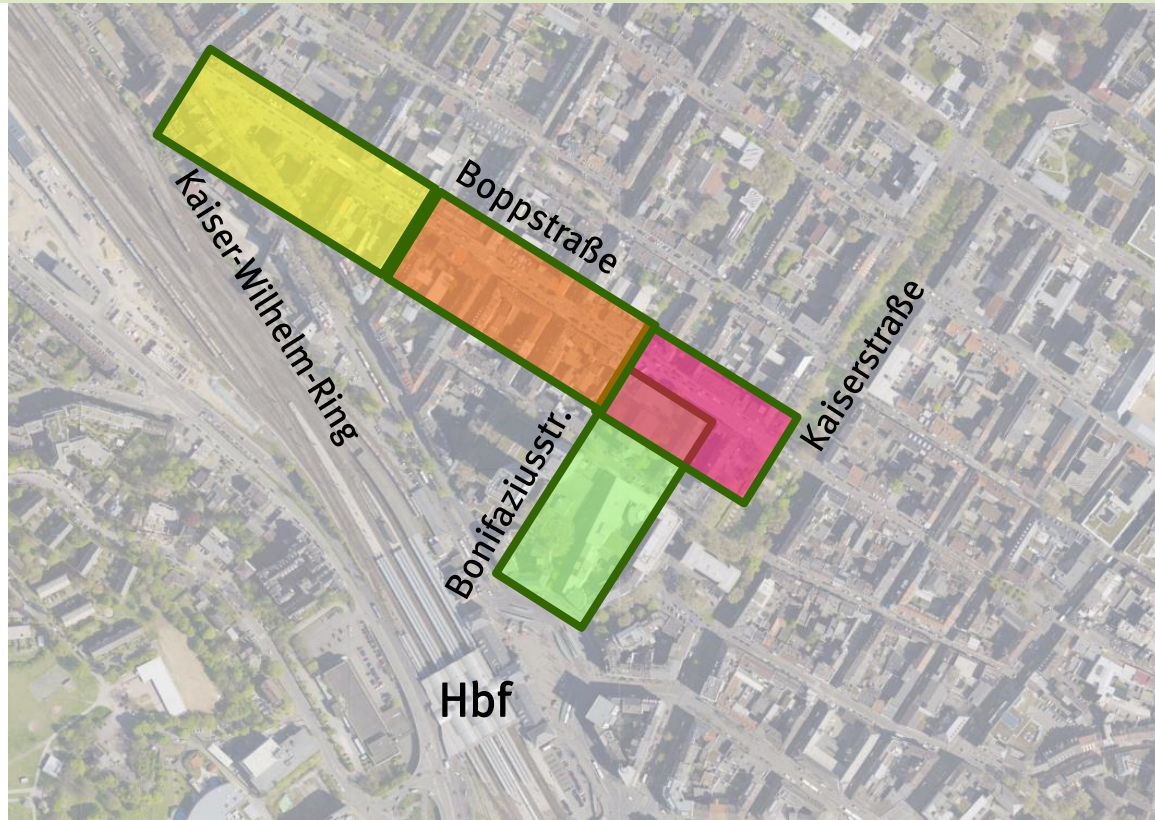 Boppstraße
Kaiser-Wilhelm-Ring
Kaiserstraße
Bonifaziusstr.
Hbf